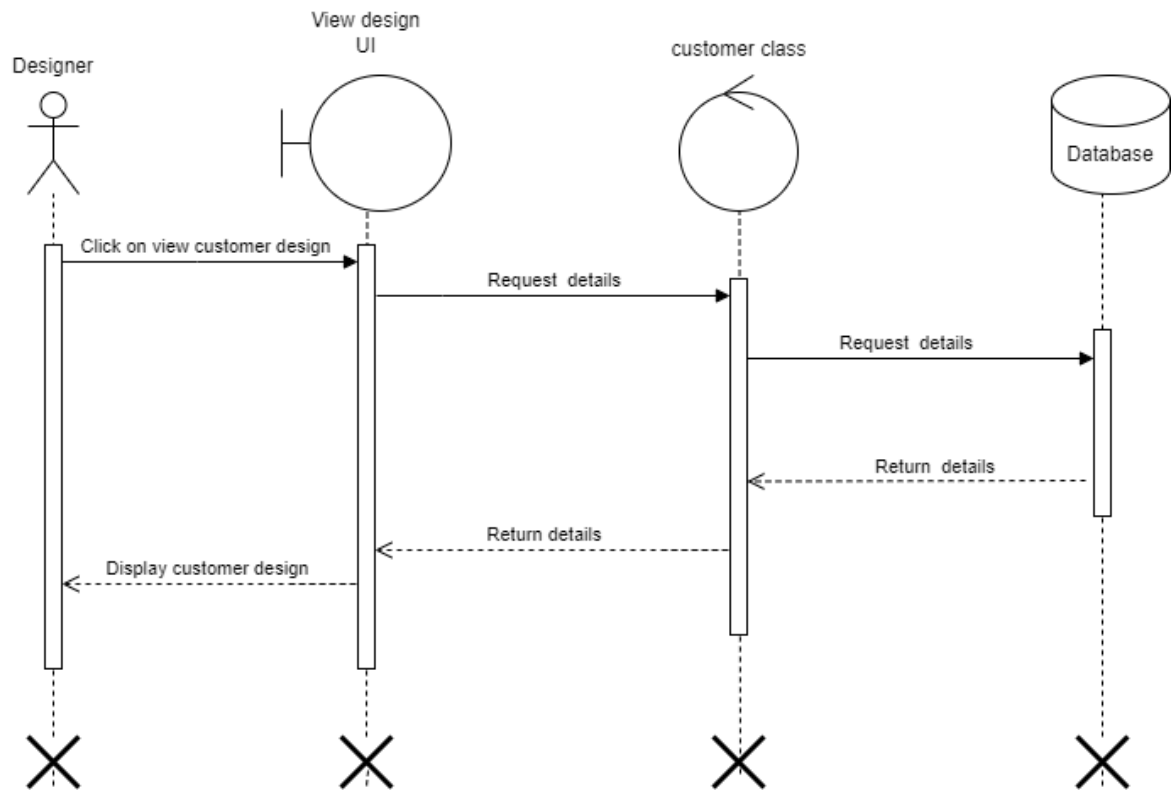 View design
UI
customer class
Designer
Database
Click on view customer design
Request  details
Request  details
Return  details
Return details
Display customer design